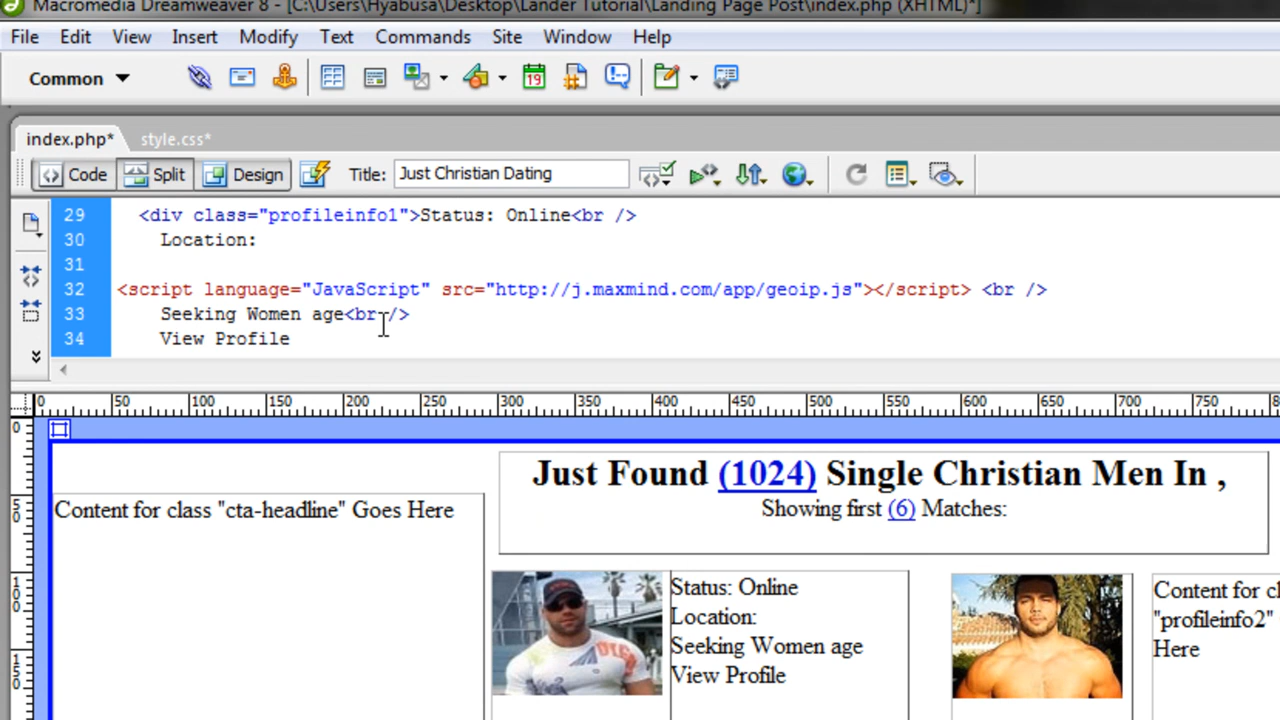 Macromedia Dreamweaver 8 - [C:\Users\Hyabusa\Desktop\Lander Tutorial\Landing Page Post\index.php (XHTML)*]
File Edit View Insert Modify Text Commands Site Window Help
Common
19
index.php* style.css*
Code Split Design Title: Just Christian Dating
29 <div class="profileinfo1">Status: Online<br />
30 Location:
31
32 <script language="JavaScript" src="http://j.maxmind.com/app/geoip.js"></script> <br />
33 Seeking Women age<br />
34 View Profile
0 50 100 150 200 250 300 350 400 450 500 550 600 650 700 750
0
50
100
150
Just Found (1024) Single Christian Men In ,
Showing first (6) Matches:
Content for class "cta-headline" Goes Here
Status: Online
Location:
Seeking Women age
View Profile
Content for cl
"profileinfo2"
Here